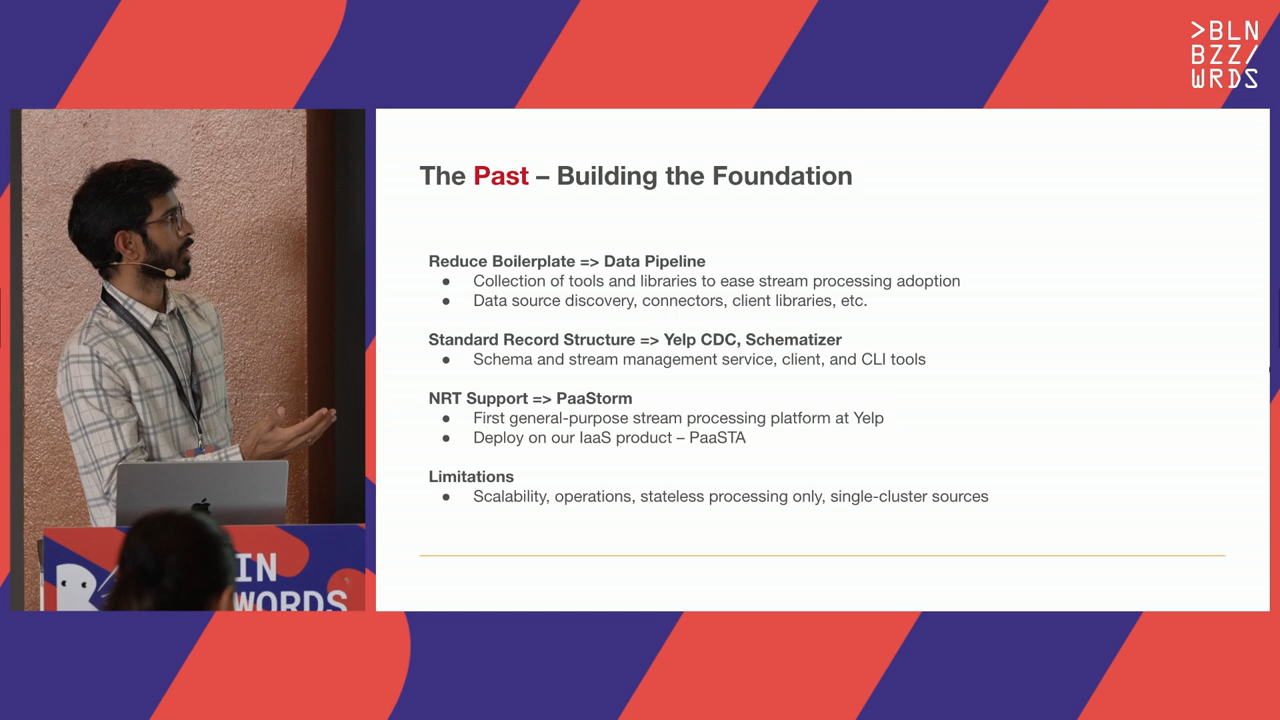 >BLN
BZZ/
WRDS
The Past – Building the Foundation
Reduce Boilerplate => Data Pipeline
● Collection of tools and libraries to ease stream processing adoption
● Data source discovery, connectors, client libraries, etc.
Standard Record Structure => Yelp CDC, Schematizer
● Schema and stream management service, client, and CLI tools
NRT Support => PaaStorm
● First general-purpose stream processing platform at Yelp
● Deploy on our IaaS product – PaaSTA
Limitations
● Scalability, operations, stateless processing only, single-cluster sources
IN
WORDS